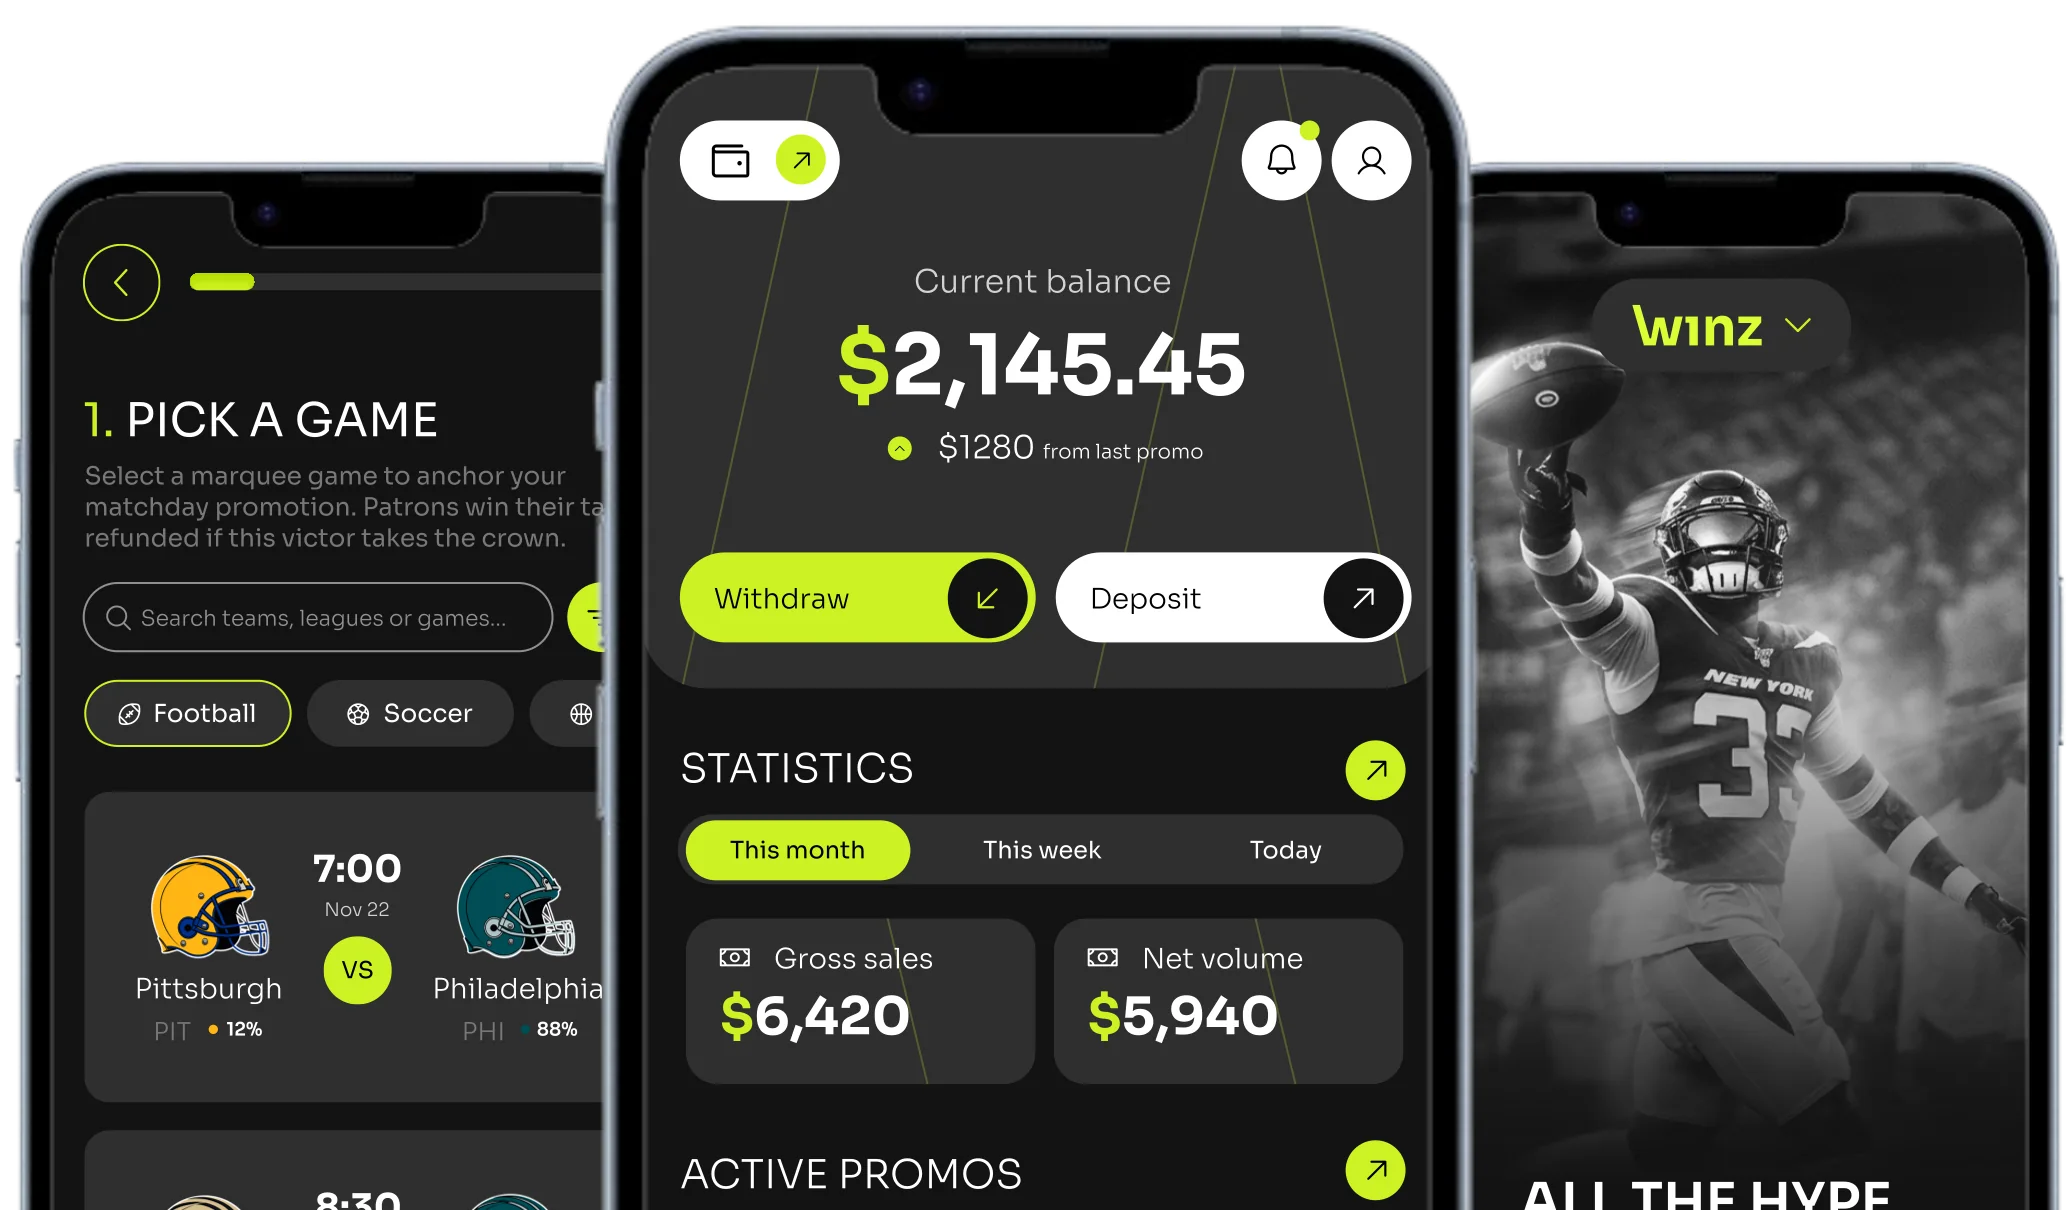 1. PICK A GAME
Select a marquee game to anchor your
matchday promotion. Patrons win their ta
refunded if this victor takes the crown.
Search teams, leagues or games...
Football
Soccer
7:00
Nov 22
VS
Pittsburgh
Philadelphia
PIT 12%
PHI 88%
8:30
Current balance
$2,145.45
$1280 from last promo
Withdraw
Deposit
STATISTICS
This month
This week
Today
Gross sales
$6,420
Net volume
$5,940
ACTIVE PROMOS
winz
NEW YORK
33
ALL THE HYPE